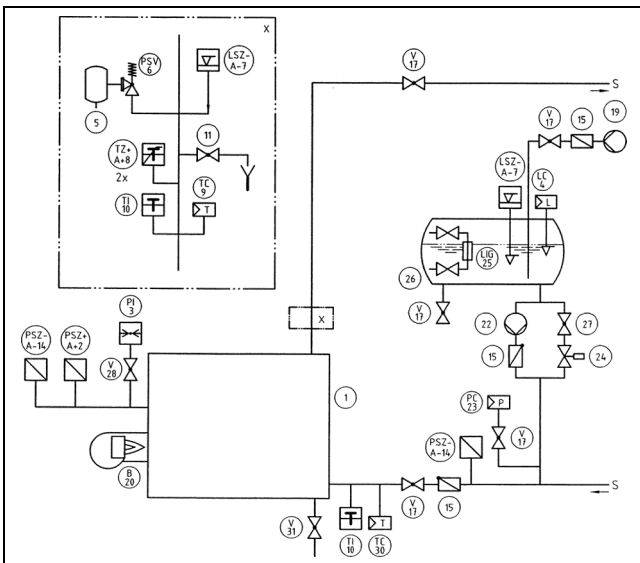 X
PSV
6
LSZ-
A-7
5
11
TZ+
A+8
2x
TI
10
TC
9
T
V
17
S
19
V
17
15
LSZ-
A-7
LC
4
L
LIG
25
26
V
17
22
27
15
24
X
PI
3
PSZ-
A-14
PSZ+
A+2
V
28
1
PC
23
P
V
17
PSZ-
A-14
B
20
S
V
31
TI
10
T
TC
30
V
17
15